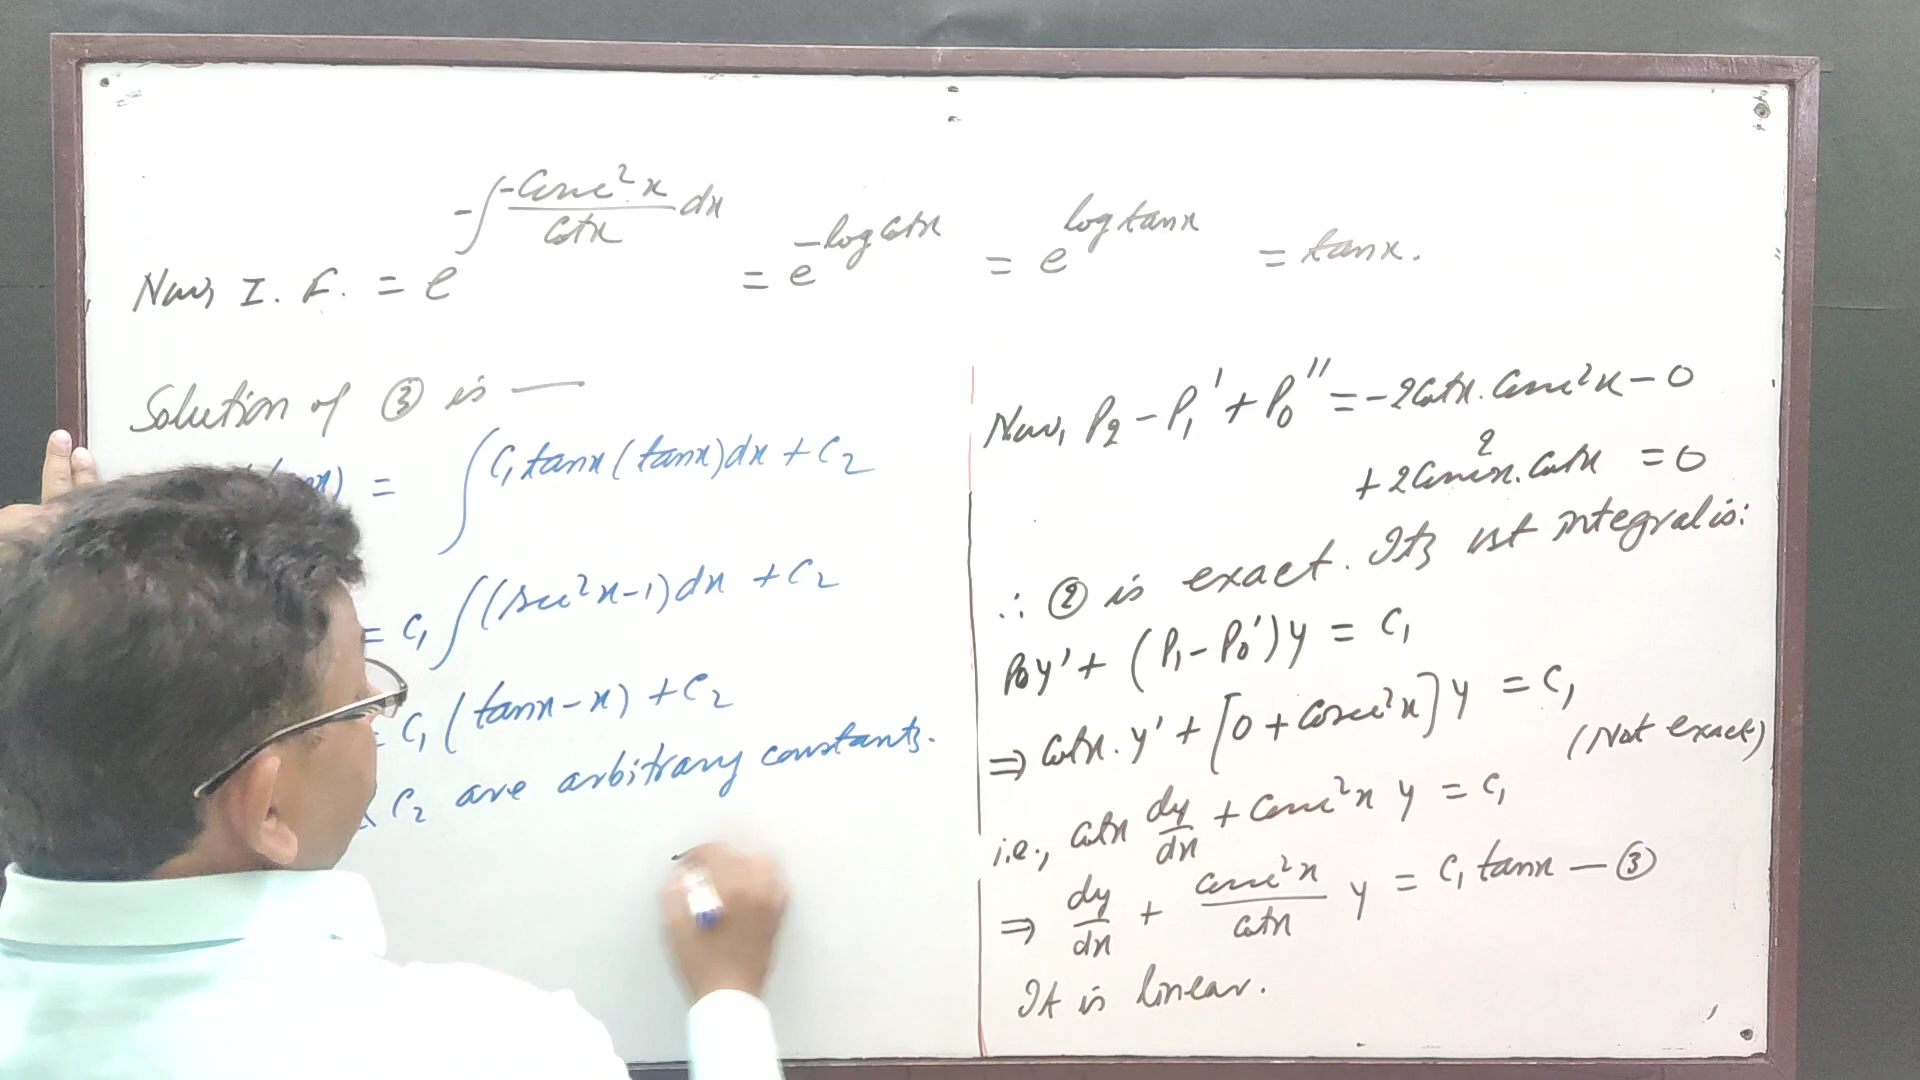 Now I. F. = e^{-∫ -Cosec²x/Cotx dx} = e^{-log Cotx} = e^{log tanx} = tanx.
Solution of ③ is —
= ∫ C₁ tanx (tanx) dx + C₂
= C₁ ∫ (sec²x-1) dx + C₂
= C₁ (tanx - x) + C₂
& C₂ are arbitrary constants.
Now, P₂ - P₁' + P₀'' = -2Cotx. Cosec²x - 0
+ 2Cosec²x. Cotx = 0
∴ ② is exact. Its 1st integral is:
P₀y' + (P₁ - P₀')y = C₁
⇒ Cotx. y' + [0 + Cosec²x] y = C₁
(Not exact)
i.e., Cotx dy/dx + Cosec²x y = C₁
⇒ dy/dx + Cosec²x/Cotx y = C₁ tanx — ③
It is linear.